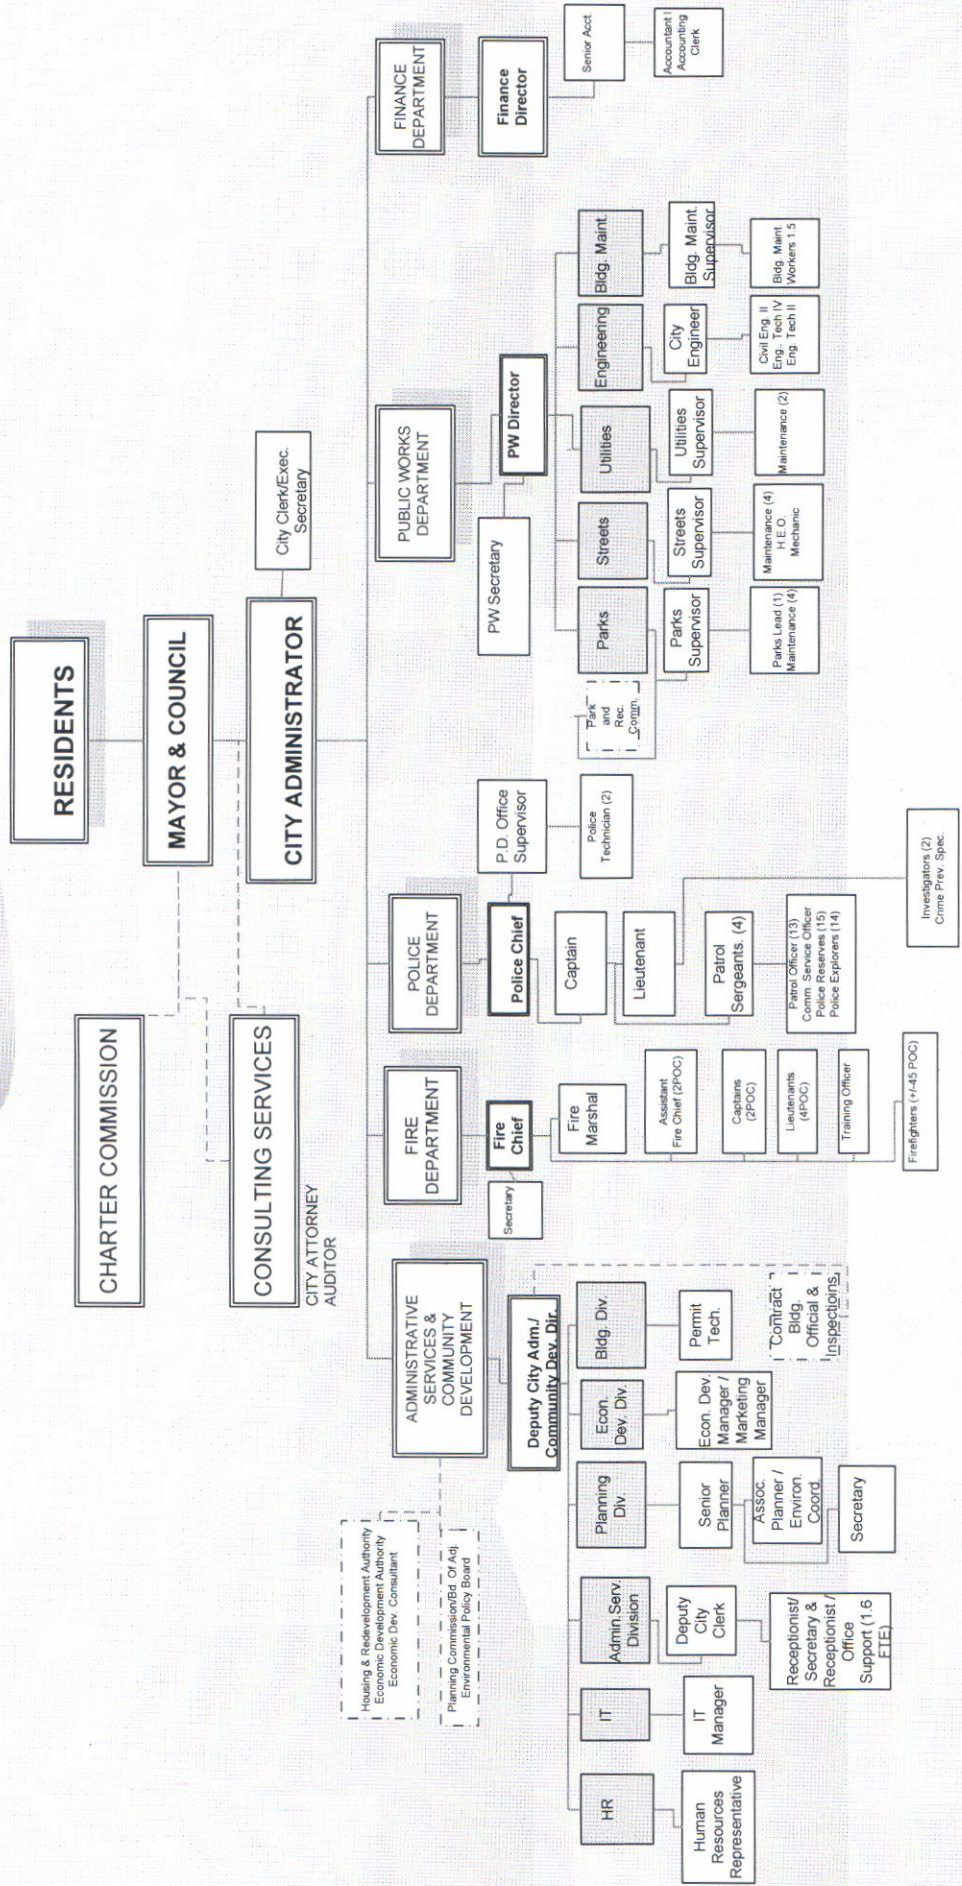 RESIDENTS
MAYOR & COUNCIL
CITY ADMINISTRATOR
City Clerk/Exec.
Secretary
CHARTER COMMISSION
CONSULTING SERVICES
CITY ATTORNEY
AUDITOR
ADMINISTRATIVE
SERVICES &
COMMUNITY
DEVELOPMENT
FIRE
DEPARTMENT
POLICE
DEPARTMENT
PUBLIC WORKS
DEPARTMENT
FINANCE
DEPARTMENT
Housing & Redevelopment Authority
Economic Development Authority
Economic Dev. Consultant
Planning Commission/Bd. Of Adj.
Environmental Policy Board
Deputy City Adm./
Community Dev. Dir.
HR
Human
Resources
Representative
IT
IT
Manager
Admin.Serv.
Division
Deputy
City
Clerk
Receptionist/
Secretary &
Receptionist /
Office
Support (1.6
FTE)
Planning
Div.
Senior
Planner
Assoc.
Planner /
Environ.
Coord.
Secretary
Econ.
Dev. Div.
Econ. Dev.
Manager /
Marketing
Manager
Bldg. Div.
Permit
Tech.
Contract
Bldg.
Official &
Inspectioins
Secretary
Fire
Chief
Fire
Marshal
Assistant
Fire Chief (2POC)
Captains
(2POC)
Lieutenants
(4POC)
Training Officer
Firefighters (+/-45 POC)
Police Chief
P.D. Office
Supervisor
Police
Technician (2)
Captain
Lieutenant
Patrol
Sergeants. (4)
Patrol Officer (13)
Comm. Service Officer
Police Reserves (15)
Police Explorers (14)
Investigators (2)
Crime Prev. Spec.
PW Secretary
PW Director
Park
and
Rec.
Comm.
Parks
Parks
Supervisor
Parks Lead (1)
Maintenance (4)
Streets
Streets
Supervisor
Maintenance (4)
H.E.O.
Mechanic
Utilities
Utilities
Supervisor
Maintenance (2)
Engineering
City
Engineer
Civil Eng. II
Eng. Tech IV
Eng. Tech II
Bldg. Maint.
Bldg. Maint.
Supervisor
Bldg. Maint.
Workers 1.5
Finance
Director
Senior Acct.
Accountant I
Accounting
Clerk